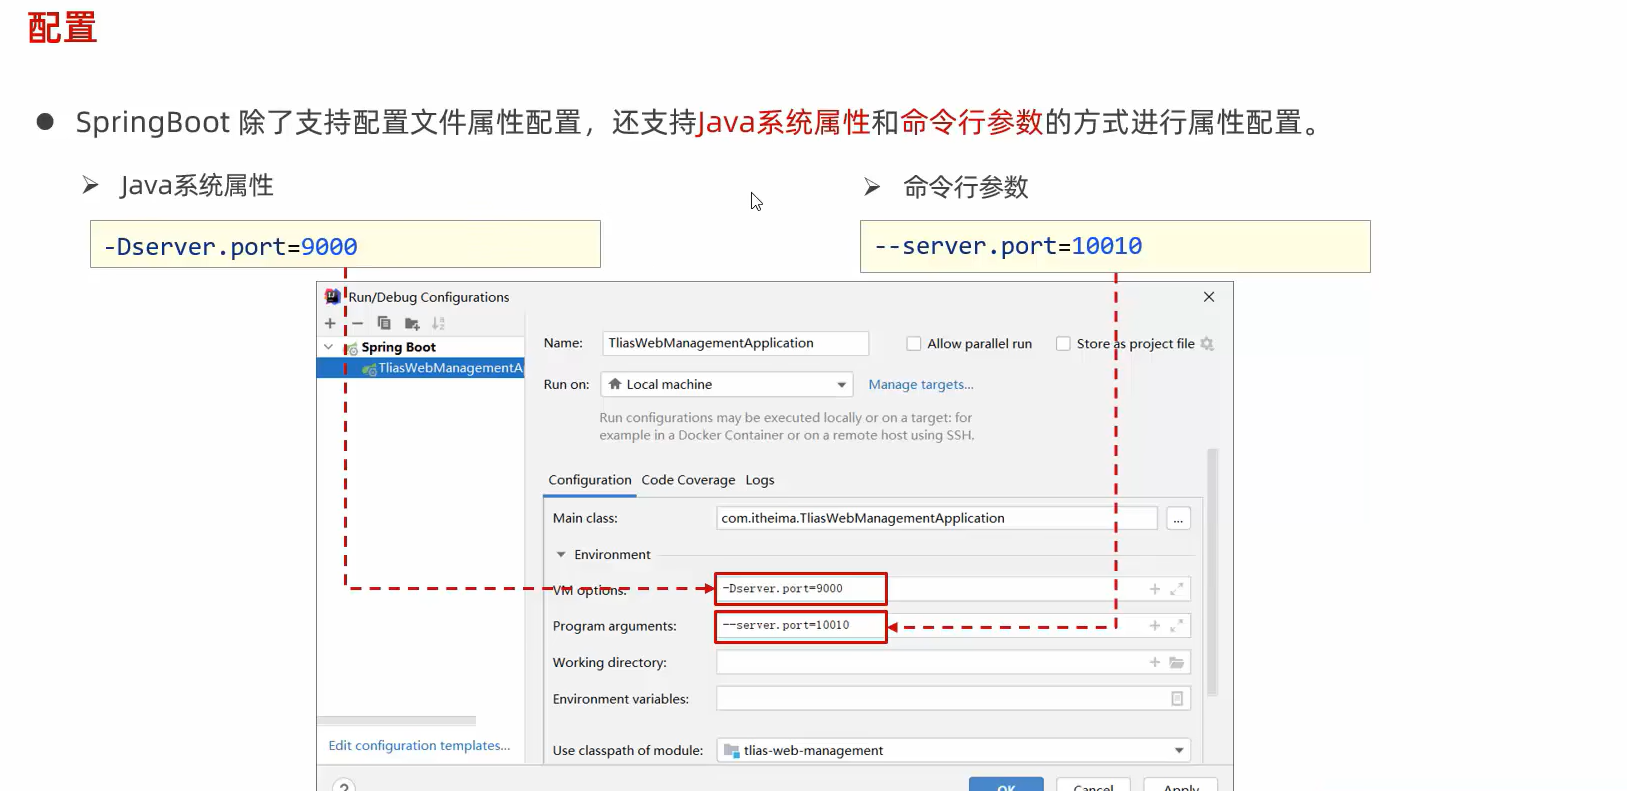 配置
SpringBoot 除了支持配置文件属性配置，还支持Java系统属性和命令行参数的方式进行属性配置。
Java系统属性
-Dserver.port=9000
命令行参数
--server.port=10010
Run/Debug Configurations
Spring Boot
TliasWebManagementA
Name: TliasWebManagementApplication Allow parallel run Store as project file
Run on: Local machine Manage targets...
Run configurations may be executed locally or on a target: for
example in a Docker Container or on a remote host using SSH.
Configuration Code Coverage Logs
Main class: com.itheima.TliasWebManagementApplication ...
Environment
VM options: -Dserver.port=9000
Program arguments: --server.port=10010
Working directory:
Environment variables:
Use classpath of module: tlias-web-management
Edit configuration templates...
? OK Cancel Apply